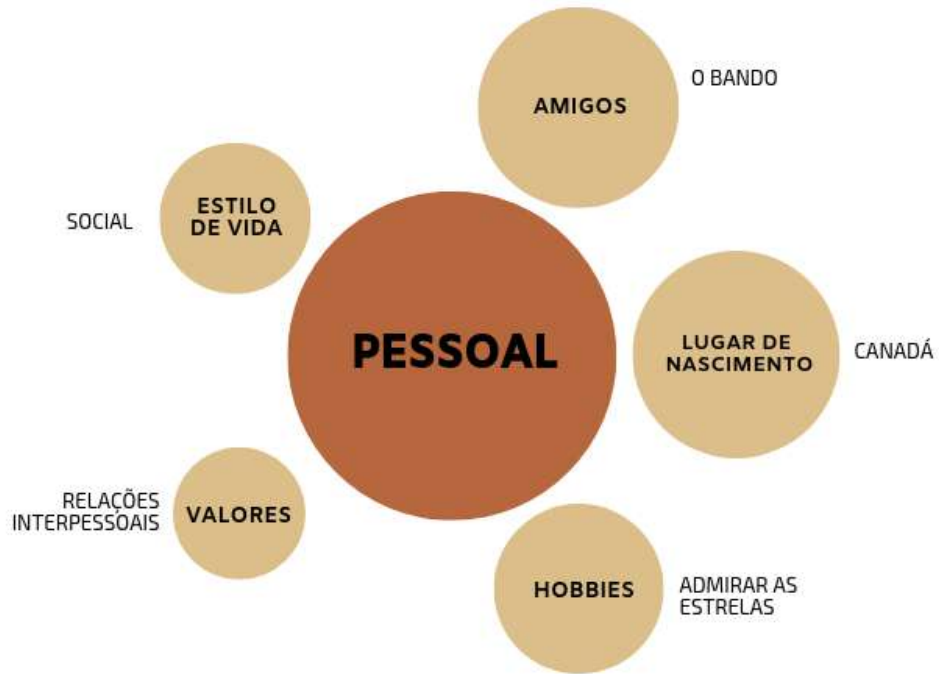 AMIGOS
O BANDO
ESTILO
DE VIDA
SOCIAL
PESSOAL
LUGAR DE
NASCIMENTO
CANADÁ
VALORES
RELAÇÕES
INTERPESSOAIS
HOBBIES
ADMIRAR AS
ESTRELAS